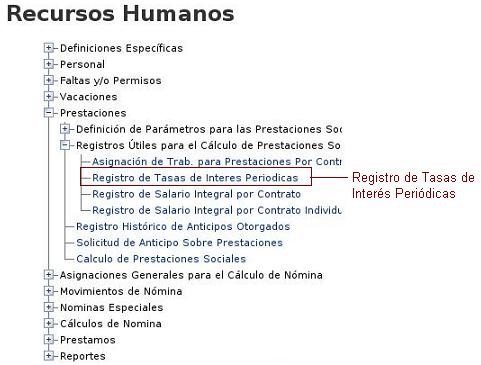 Recursos Humanos
Definiciones Específicas
Personal
Faltas y/o Permisos
Vacaciones
Prestaciones
Definición de Parámetros para las Prestaciones Soc
Registros Útiles para el Cálculo de Prestaciones So
Asignación de Trab. para Prestaciones Por Contr
Registro de Tasas de Interes Periodicas
Registro de Tasas de
Interés Periódicas
Registro de Salario Integral por Contrato
Registro de Salario Integral por Contrato Individu
Registro Histórico de Anticipos Otorgados
Solicitud de Anticipo Sobre Prestaciones
Calculo de Prestaciones Sociales
Asignaciones Generales para el Cálculo de Nómina
Movimientos de Nómina
Nominas Especiales
Cálculos de Nomina
Prestamos
Reportes